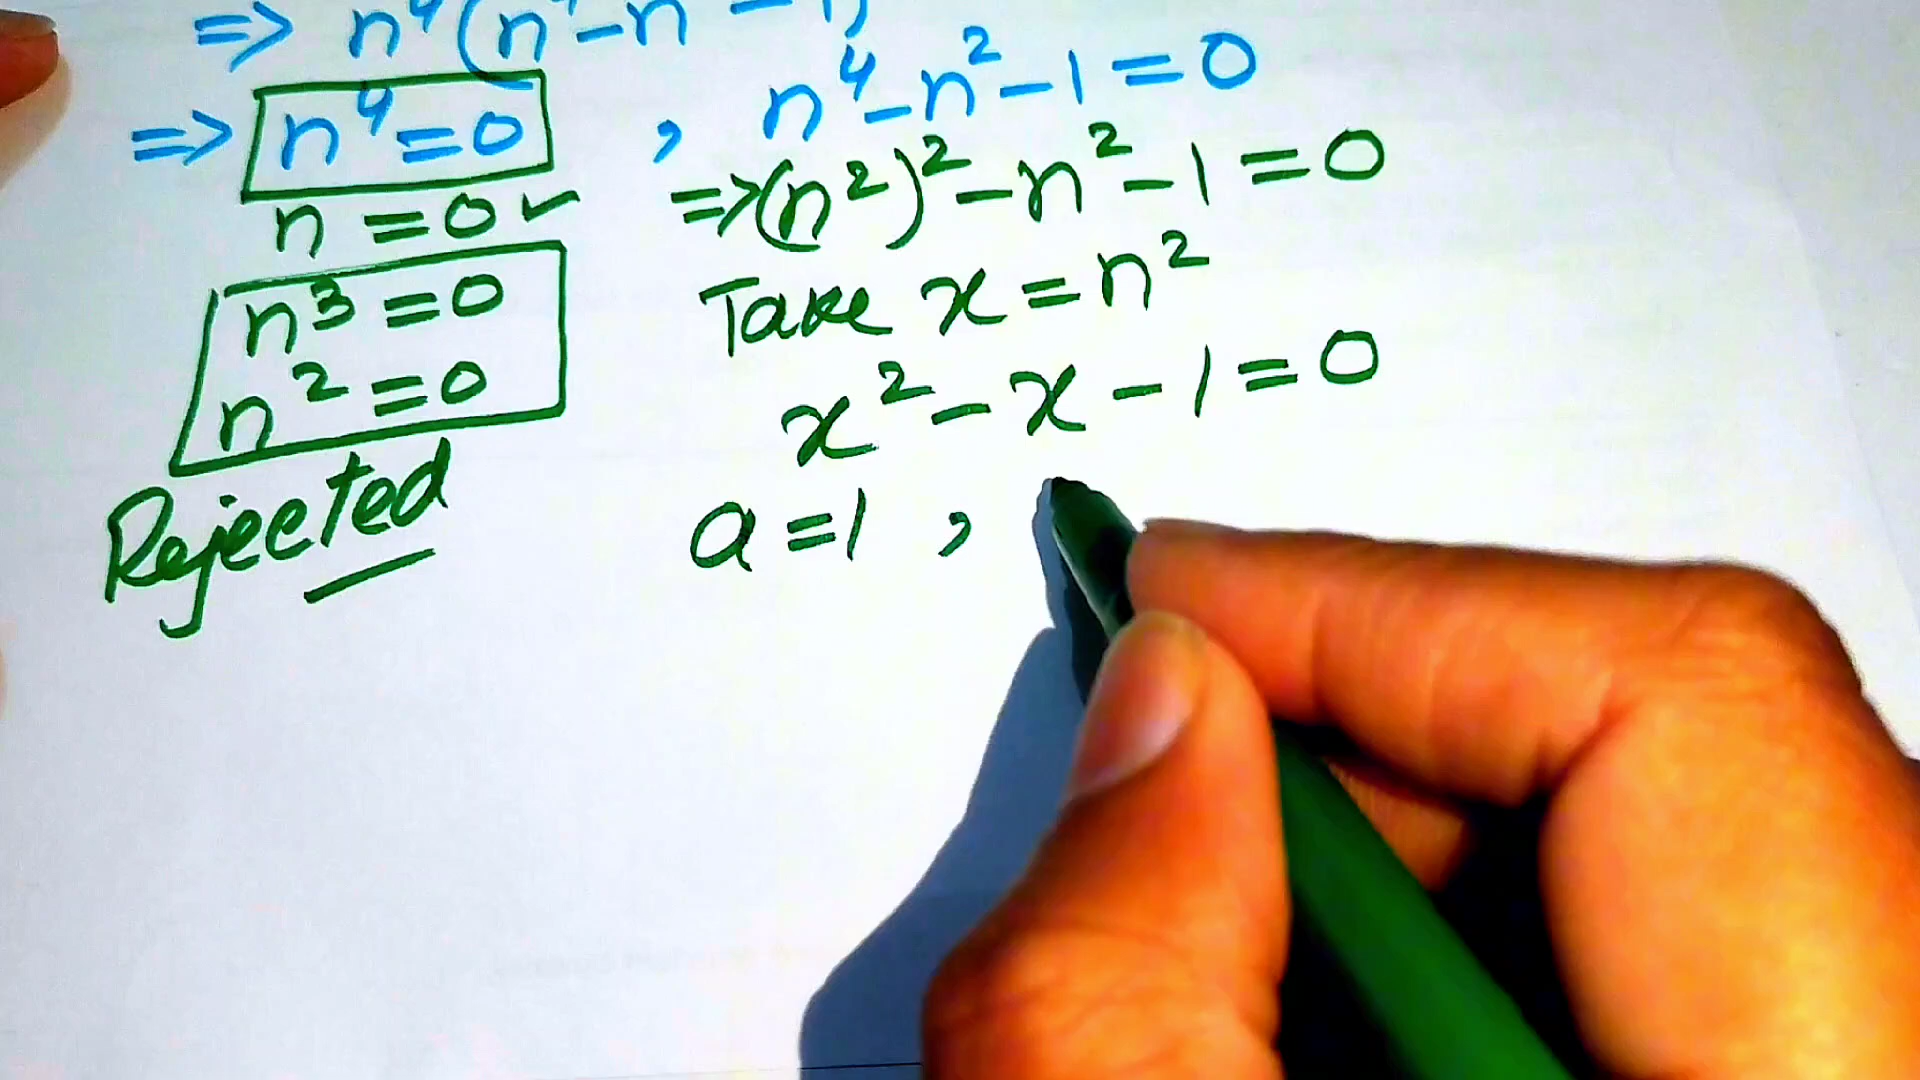 => n⁴(n⁴-n² - 1)
=> n⁴=0 , n⁴-n²-1=0
n=0✓
n³=0
n²=0
Rejected
=>(n²)²-n²-1=0
Take x=n²
x²-x-1=0
a=1 ,